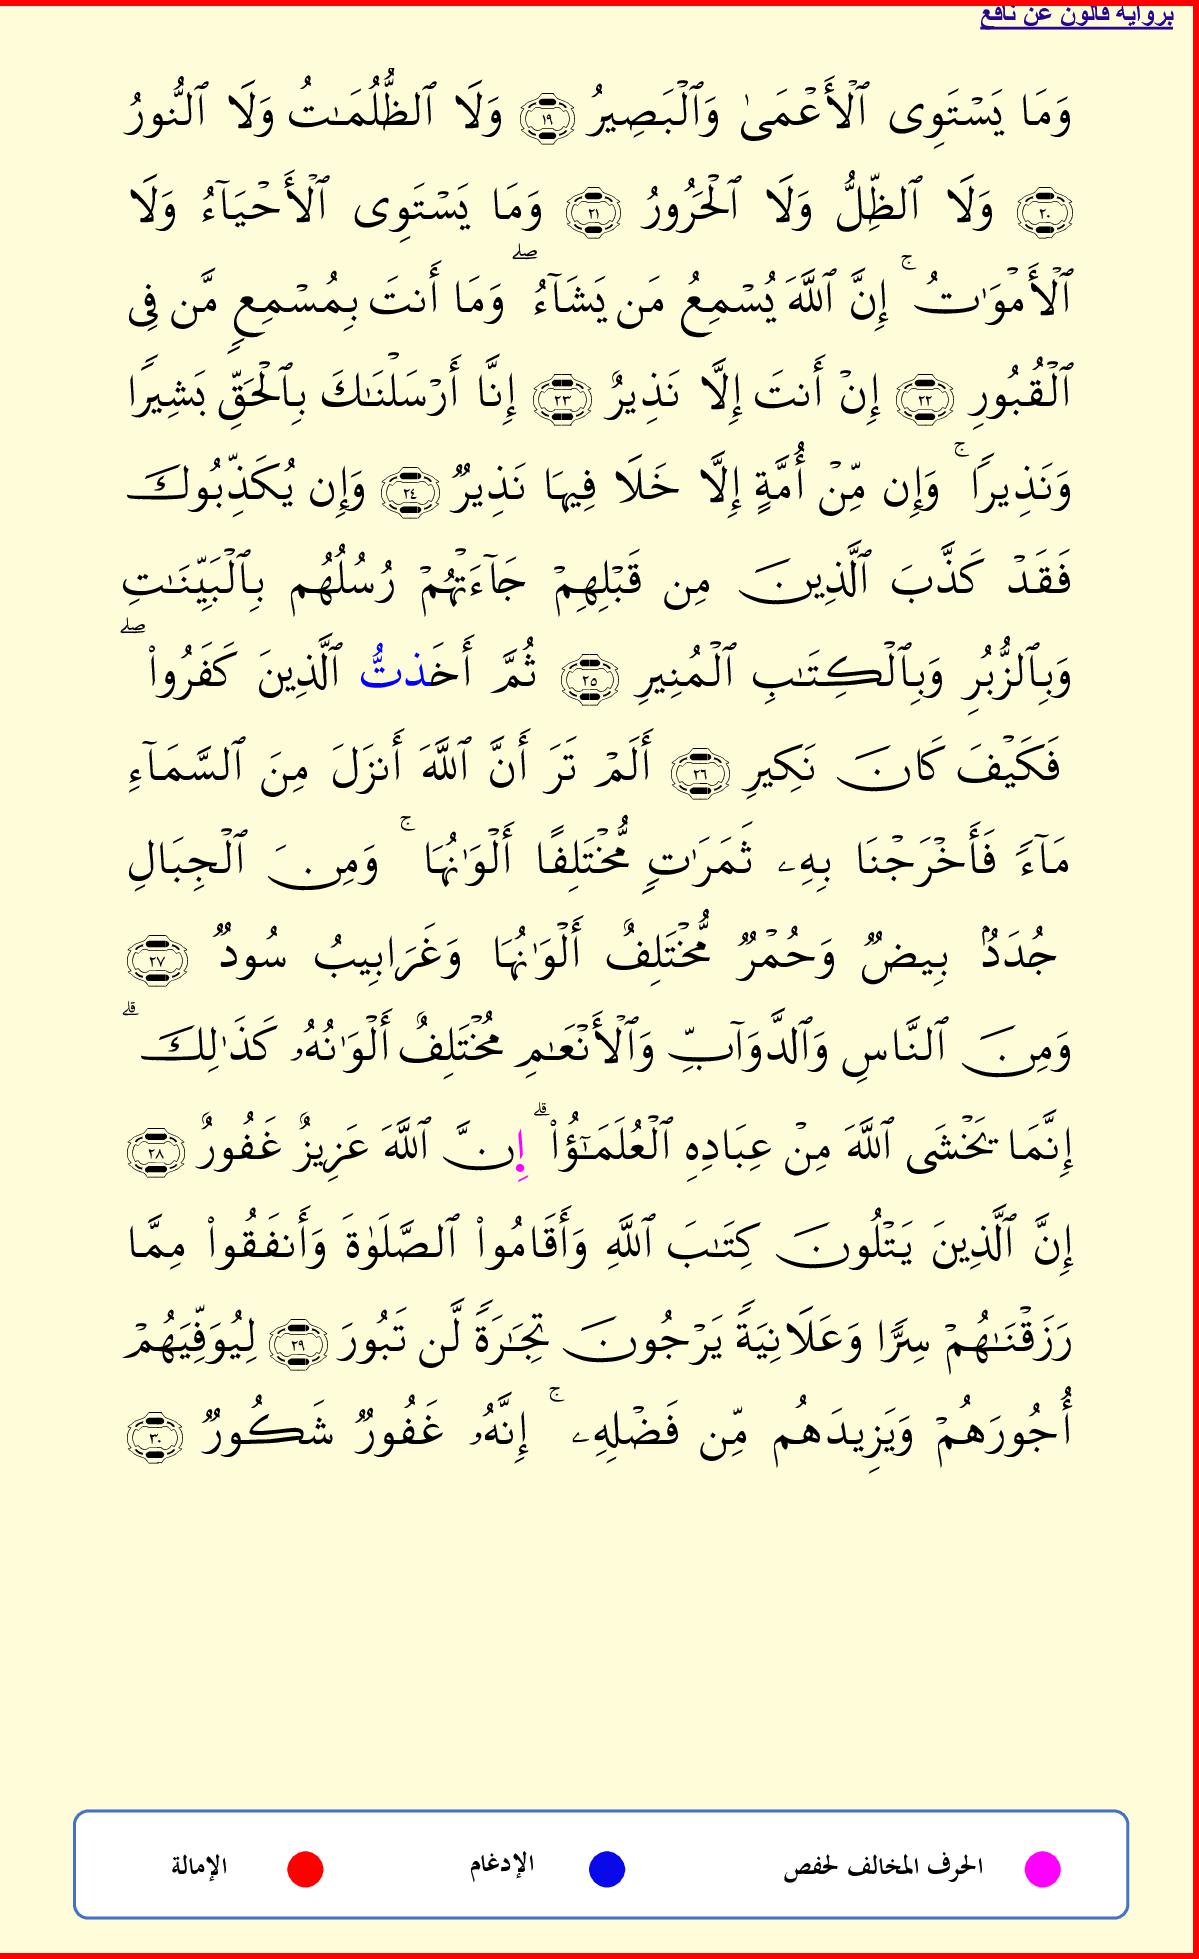 برواية قالون عن نافع
وَمَا يَسۡتَوِى ٱلۡأَعۡمَىٰ وَٱلۡبَصِيرُ ١٩ وَلَا ٱلظُّلُمَـٰتُ وَلَا ٱلنُّورُ
٢٠ وَلَا ٱلظِّلُّ وَلَا ٱلۡحَرُورُ ٢١ وَمَا يَسۡتَوِى ٱلۡأَحۡيَآءُ وَلَا
ٱلۡأَمۡوَٰتُ ۚ إِنَّ ٱللَّهَ يُسۡمِعُ مَن يَشَآءُ ۖ وَمَا أَنتَ بِمُسۡمِعٍ مَّن فِى
ٱلۡقُبُورِ ٢٢ إِنۡ أَنتَ إِلَّا نَذِيرٌ ٢٣ إِنَّا أَرۡسَلۡنَـٰكَ بِٱلۡحَقِّ بَشِيرًا
وَنَذِيرًا ۚ وَإِن مِّنۡ أُمَّةٍ إِلَّا خَلَا فِيهَا نَذِيرٌ ٢٤ وَإِن يُكَذِّبُوكَ
فَقَدۡ كَذَّبَ ٱلَّذِينَ مِن قَبۡلِهِمۡ جَآءَتۡهُمۡ رُسُلُهُم بِٱلۡبَيِّنَـٰتِ
وَبِٱلزُّبُرِ وَبِٱلۡكِتَـٰبِ ٱلۡمُنِيرِ ٢٥ ثُمَّ أَخَذتُّ ٱلَّذِينَ كَفَرُواْ ۖ
فَكَيۡفَ كَانَ نَكِيرِ ٢٦ أَلَمۡ تَرَ أَنَّ ٱللَّهَ أَنزَلَ مِنَ ٱلسَّمَآءِ
مَآءً فَأَخۡرَجۡنَا بِهِۦ ثَمَرَٰتٍ مُّخۡتَلِفًا أَلۡوَٰنُهَا ۚ وَمِنَ ٱلۡجِبَالِ
جُدَدُۢ بِيضٌ وَحُمۡرٌ مُّخۡتَلِفٌ أَلۡوَٰنُهَا وَغَرَابِيبُ سُودٌ ٢٧
وَمِنَ ٱلنَّاسِ وَٱلدَّوَآبِّ وَٱلۡأَنۡعَـٰمِ مُخۡتَلِفٌ أَلۡوَٰنُهُۥ كَذَٰلِكَ ۗ
إِنَّمَا يَخۡشَى ٱللَّهَ مِنۡ عِبَادِهِ ٱلۡعُلَمَـٰٓؤُاْ ۗ إِنَّ ٱللَّهَ عَزِيزٌ غَفُورٌ ٢٨
إِنَّ ٱلَّذِينَ يَتۡلُونَ كِتَـٰبَ ٱللَّهِ وَأَقَامُواْ ٱلصَّلَوٰةَ وَأَنفَقُواْ مِمَّا
رَزَقۡنَـٰهُمۡ سِرًّا وَعَلَانِيَةً يَرۡجُونَ تِجَـٰرَةً لَّن تَبُورَ ٢٩ لِيُوَفِّيَهُمۡ
أُجُورَهُمۡ وَيَزِيدَهُم مِّن فَضۡلِهِۦ ۚ إِنَّهُۥ غَفُورٌ شَكُورٌ ٣٠
الحرف المخالف لحفص الإدغام الإمالة